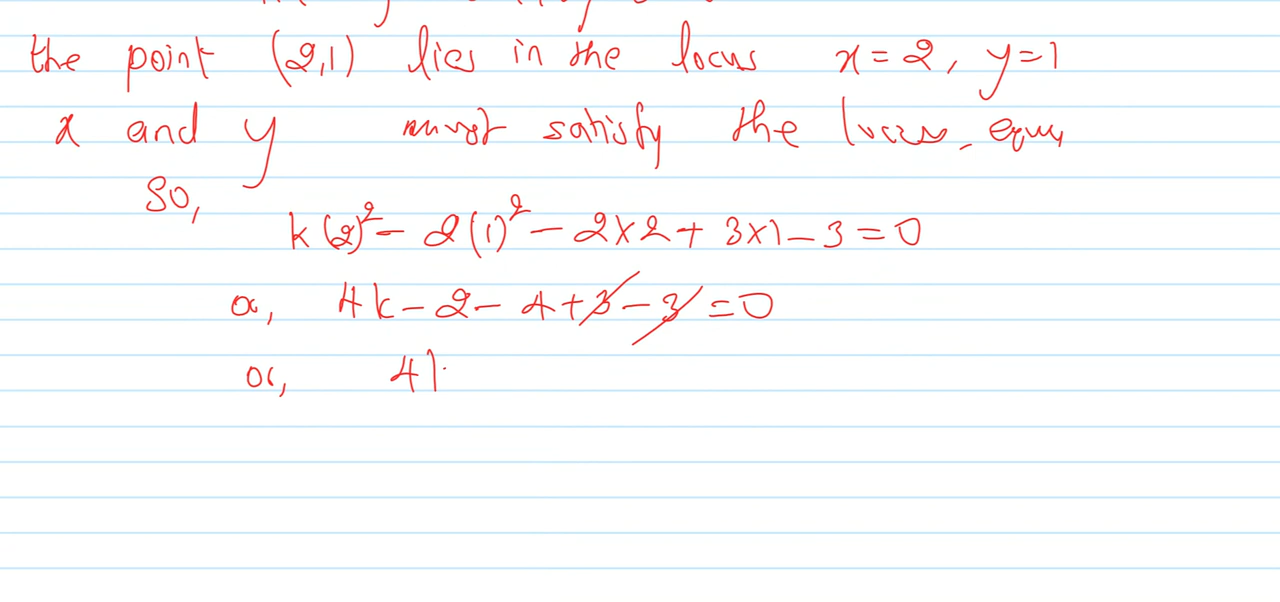 the point (2,1) lies in the locus x=2, y=1
x and y must satisfy the locus
So,
k(2)²-2(1)²-2×2+3×1-3=0
or, 4k-2-4+3-3=0
or, 4